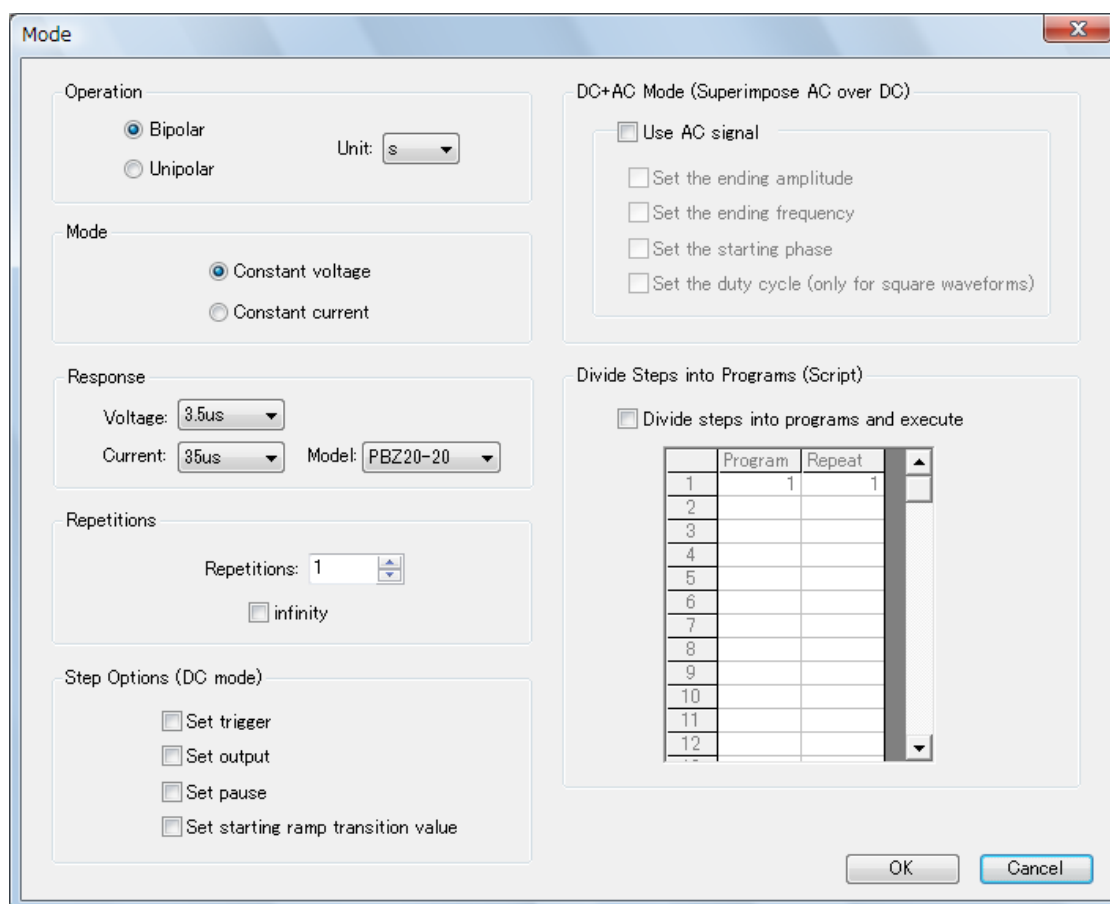 Mode
Operation
Bipolar
Unipolar
Unit: s
Mode
Constant voltage
Constant current
Response
Voltage: 3.5us
Current: 35us Model: PBZ20-20
Repetitions
Repetitions: 1
infinity
Step Options (DC mode)
Set trigger
Set output
Set pause
Set starting ramp transition value
DC+AC Mode (Superimpose AC over DC)
Use AC signal
Set the ending amplitude
Set the ending frequency
Set the starting phase
Set the duty cycle (only for square waveforms)
Divide Steps into Programs (Script)
Divide steps into programs and execute
Program Repeat
1 1 1
2
3
4
5
6
7
8
9
10
11
12
OK Cancel